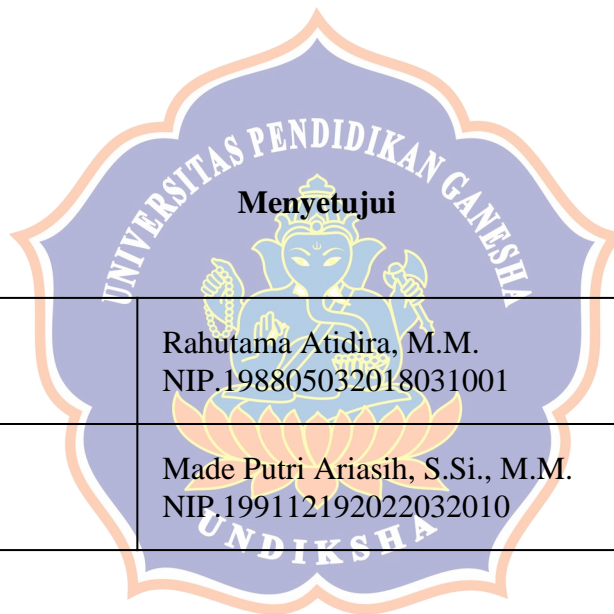 UNIVERSITAS PENDIDIKAN GANESHA
Menyetujui
Rahutama Atidira, M.M.
NIP.198805032018031001
Made Putri Ariasih, S.Si., M.M.
NIP.199112192022032010
UNDIKSHA